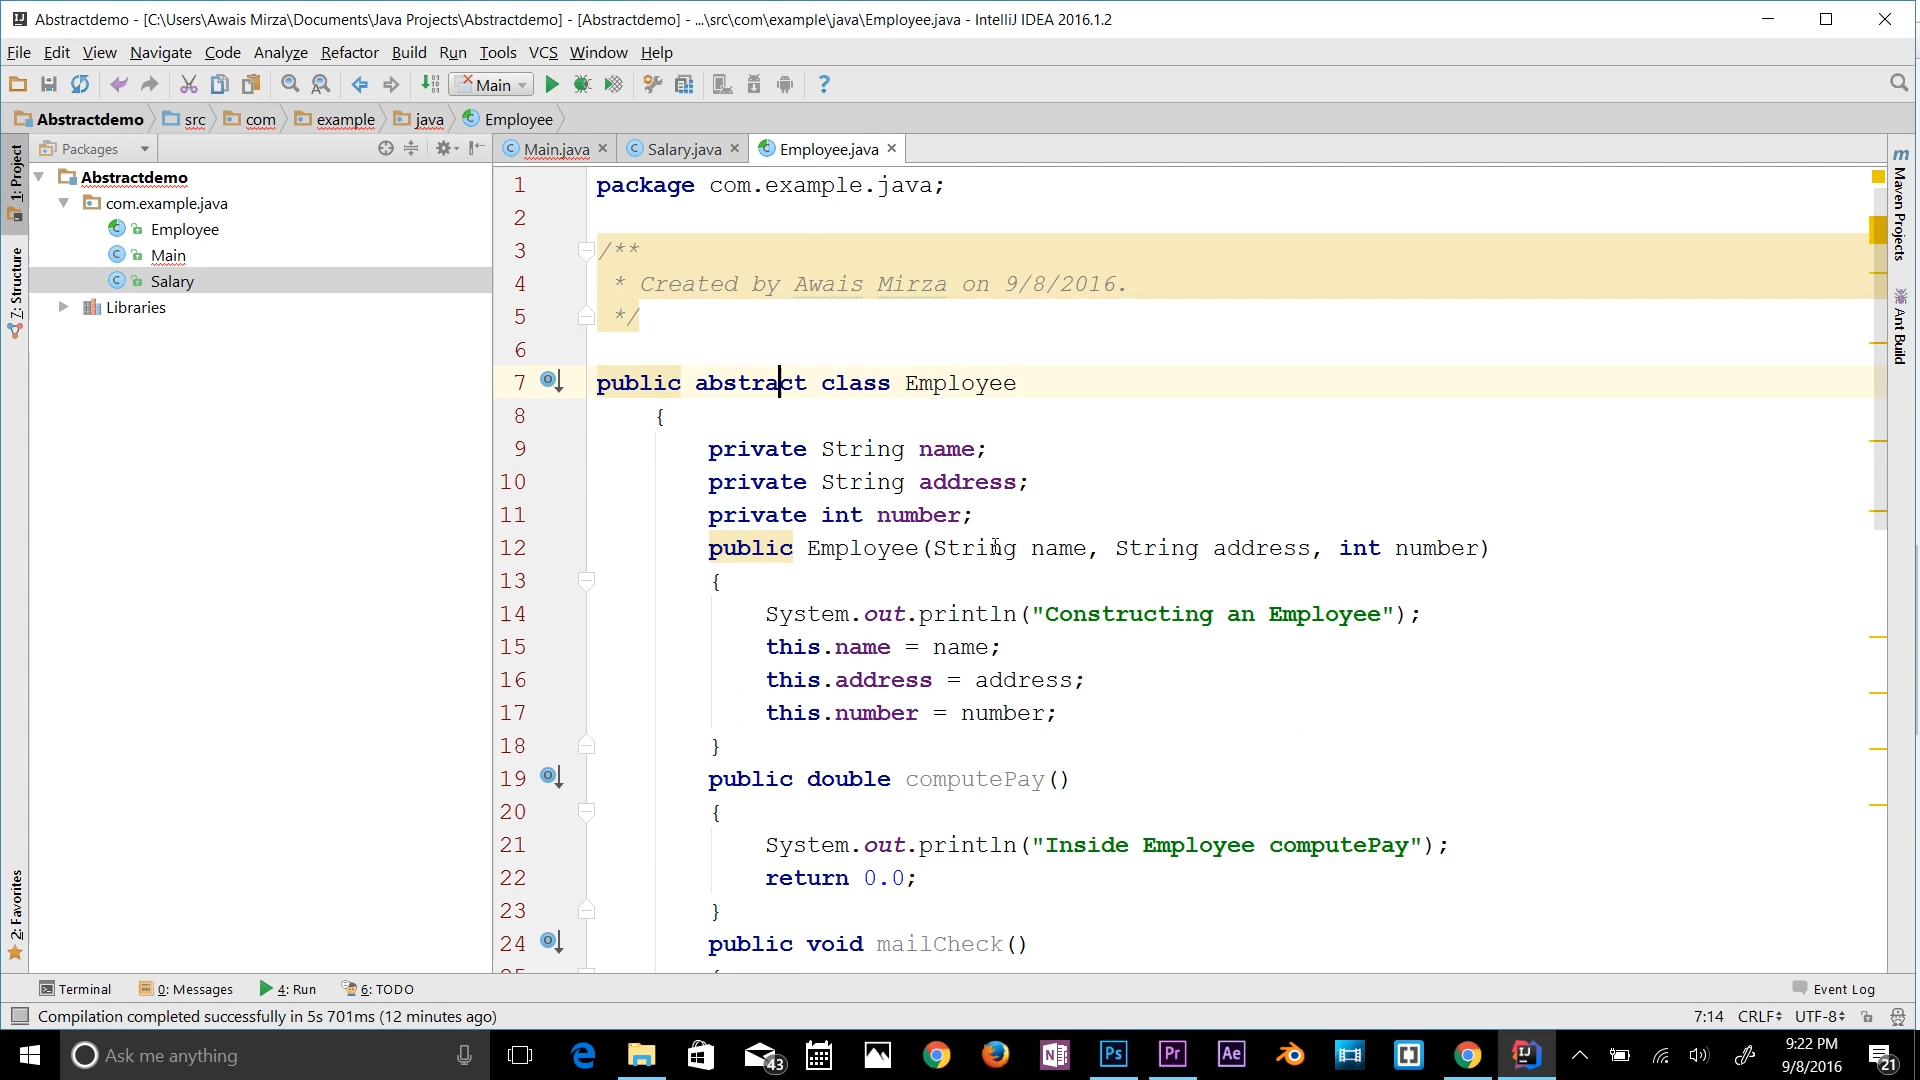 Abstractdemo - [C:\Users\Awais Mirza\Documents\Java Projects\Abstractdemo] - [Abstractdemo] - ...\src\com\example\java\Employee.java - IntelliJ IDEA 2016.1.2
File Edit View Navigate Code Analyze Refactor Build Run Tools VCS Window Help
Main
Abstractdemo src com example java Employee
Packages
Main.java Salary.java Employee.java
1: Project
7: Structure
2: Favorites
Abstractdemo
com.example.java
Employee
Main
Salary
Libraries
1 package com.example.java;
2
3 /**
4 * Created by Awais Mirza on 9/8/2016.
5 */
6
7 public abstract class Employee
8 {
9 private String name;
10 private String address;
11 private int number;
12 public Employee(String name, String address, int number)
13 {
14 System.out.println("Constructing an Employee");
15 this.name = name;
16 this.address = address;
17 this.number = number;
18 }
19 public double computePay()
20 {
21 System.out.println("Inside Employee computePay");
22 return 0.0;
23 }
24 public void mailCheck()
Maven Projects
Ant Build
Terminal 0: Messages 4: Run 6: TODO Event Log
Compilation completed successfully in 5s 701ms (12 minutes ago) 7:14 CRLF UTF-8
Ask me anything 43 Ps Pr Ae 9:22 PM
9/8/2016 21